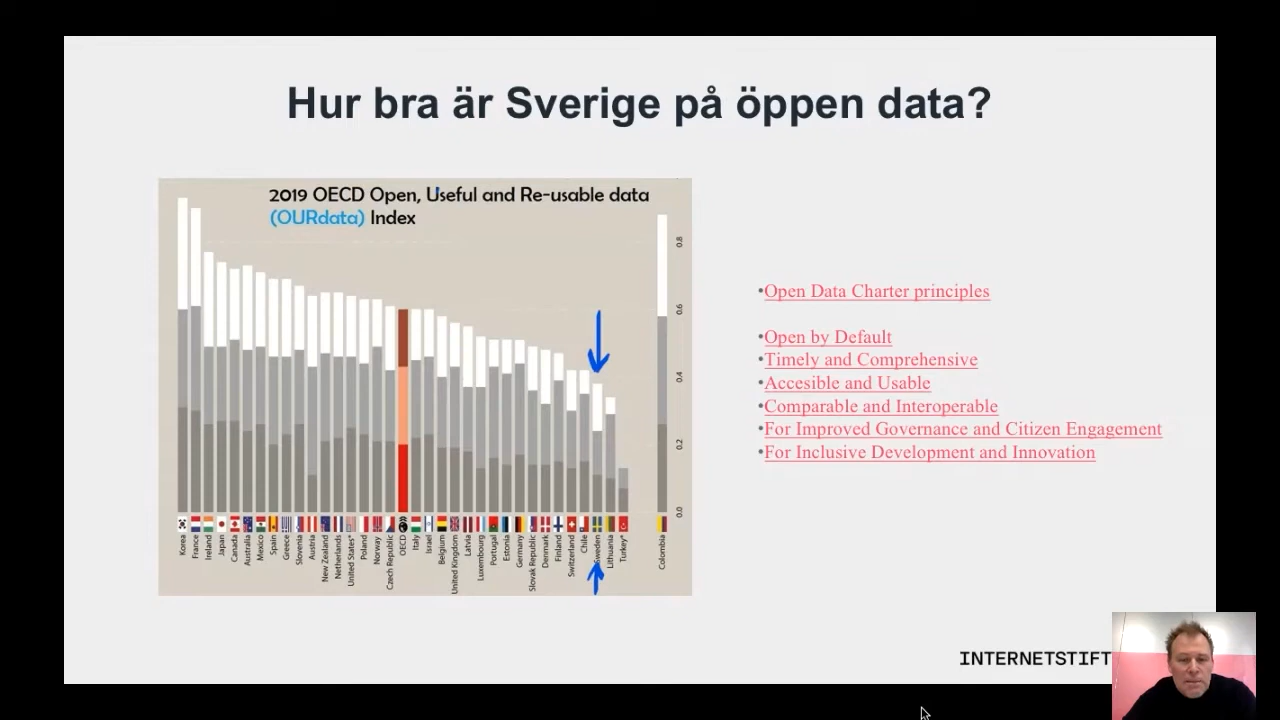 Hur bra är Sverige på öppen data?
2019 OECD Open, Useful and Re-usable data
(OURdata) Index
0.8
0.6
0.4
0.2
0.0
Korea
France
Ireland
Japan
Canada
Australia
Mexico
Spain
Greece
Slovenia
Austria
New Zealand
Netherlands
United States*
Poland
Norway
Czech Republic
OECD
Italy
Israel
Belgium
United Kingdom
Latvia
Luxembourg
Portugal
Estonia
Germany
Slovak Republic
Denmark
Finland
Switzerland
Chile
Sweden
Lithuania
Turkey*
Colombia
•Open Data Charter principles
•Open by Default
•Timely and Comprehensive
•Accesible and Usable
•Comparable and Interoperable
•For Improved Governance and Citizen Engagement
•For Inclusive Development and Innovation
INTERNETSTIFT